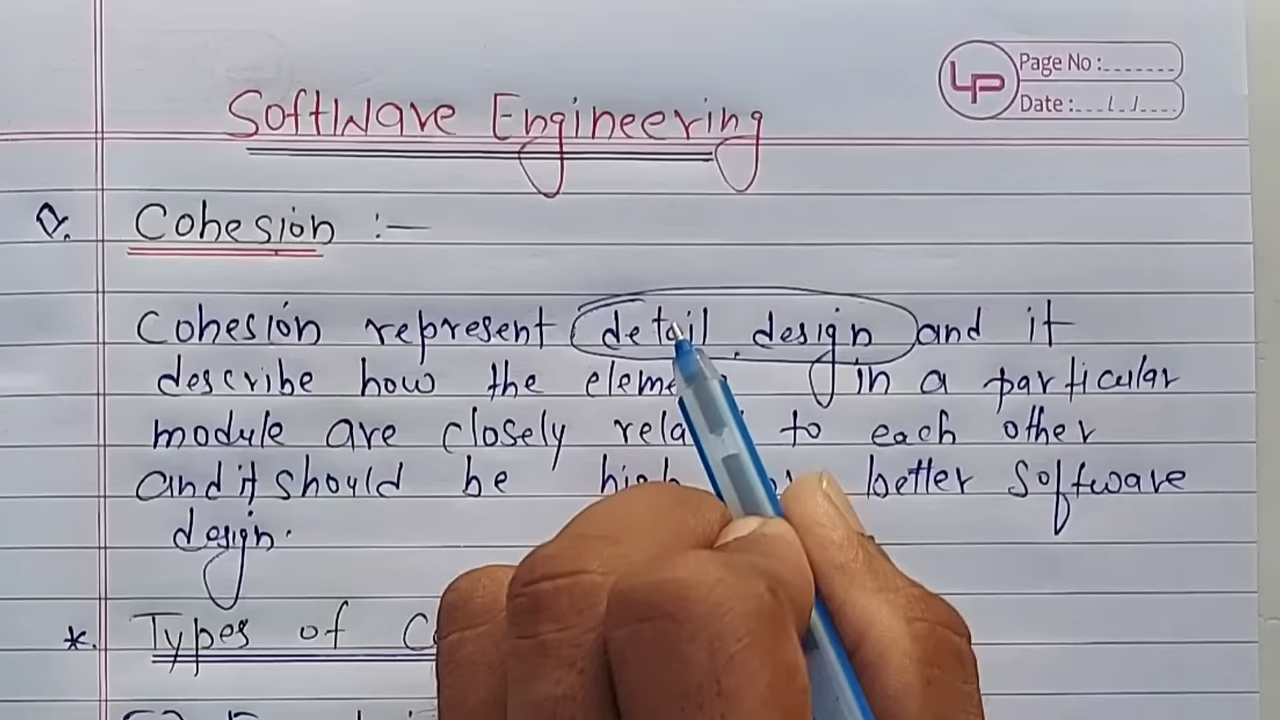 Software Engineering
LP
Page No :
Date :
Q. Cohesion :-
Cohesion represent detail design and it
describe how the in a particular
module are closely to each other
and it should be better software
design.
*. Types of